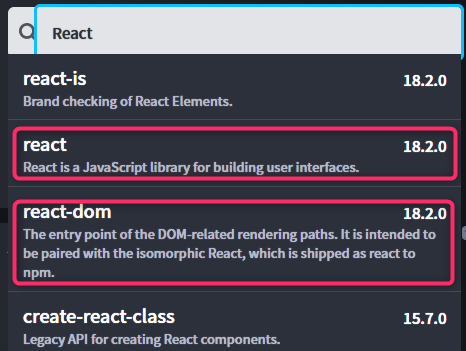 React
react-is 18.2.0
Brand checking of React Elements.
react 18.2.0
React is a JavaScript library for building user interfaces.
react-dom 18.2.0
The entry point of the DOM-related rendering paths. It is intended to
be paired with the isomorphic React, which is shipped as react to
npm.
create-react-class 15.7.0
Legacy API for creating React components.